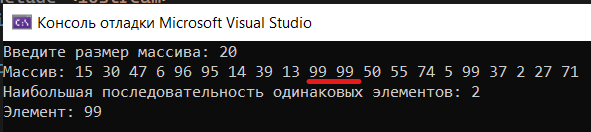 Консоль отладки Microsoft Visual Studio
Введите размер массива: 20
Массив: 15 30 47 6 96 95 14 39 13 99 99 50 55 74 5 99 37 2 27 71
Наибольшая последовательность одинаковых элементов: 2
Элемент: 99